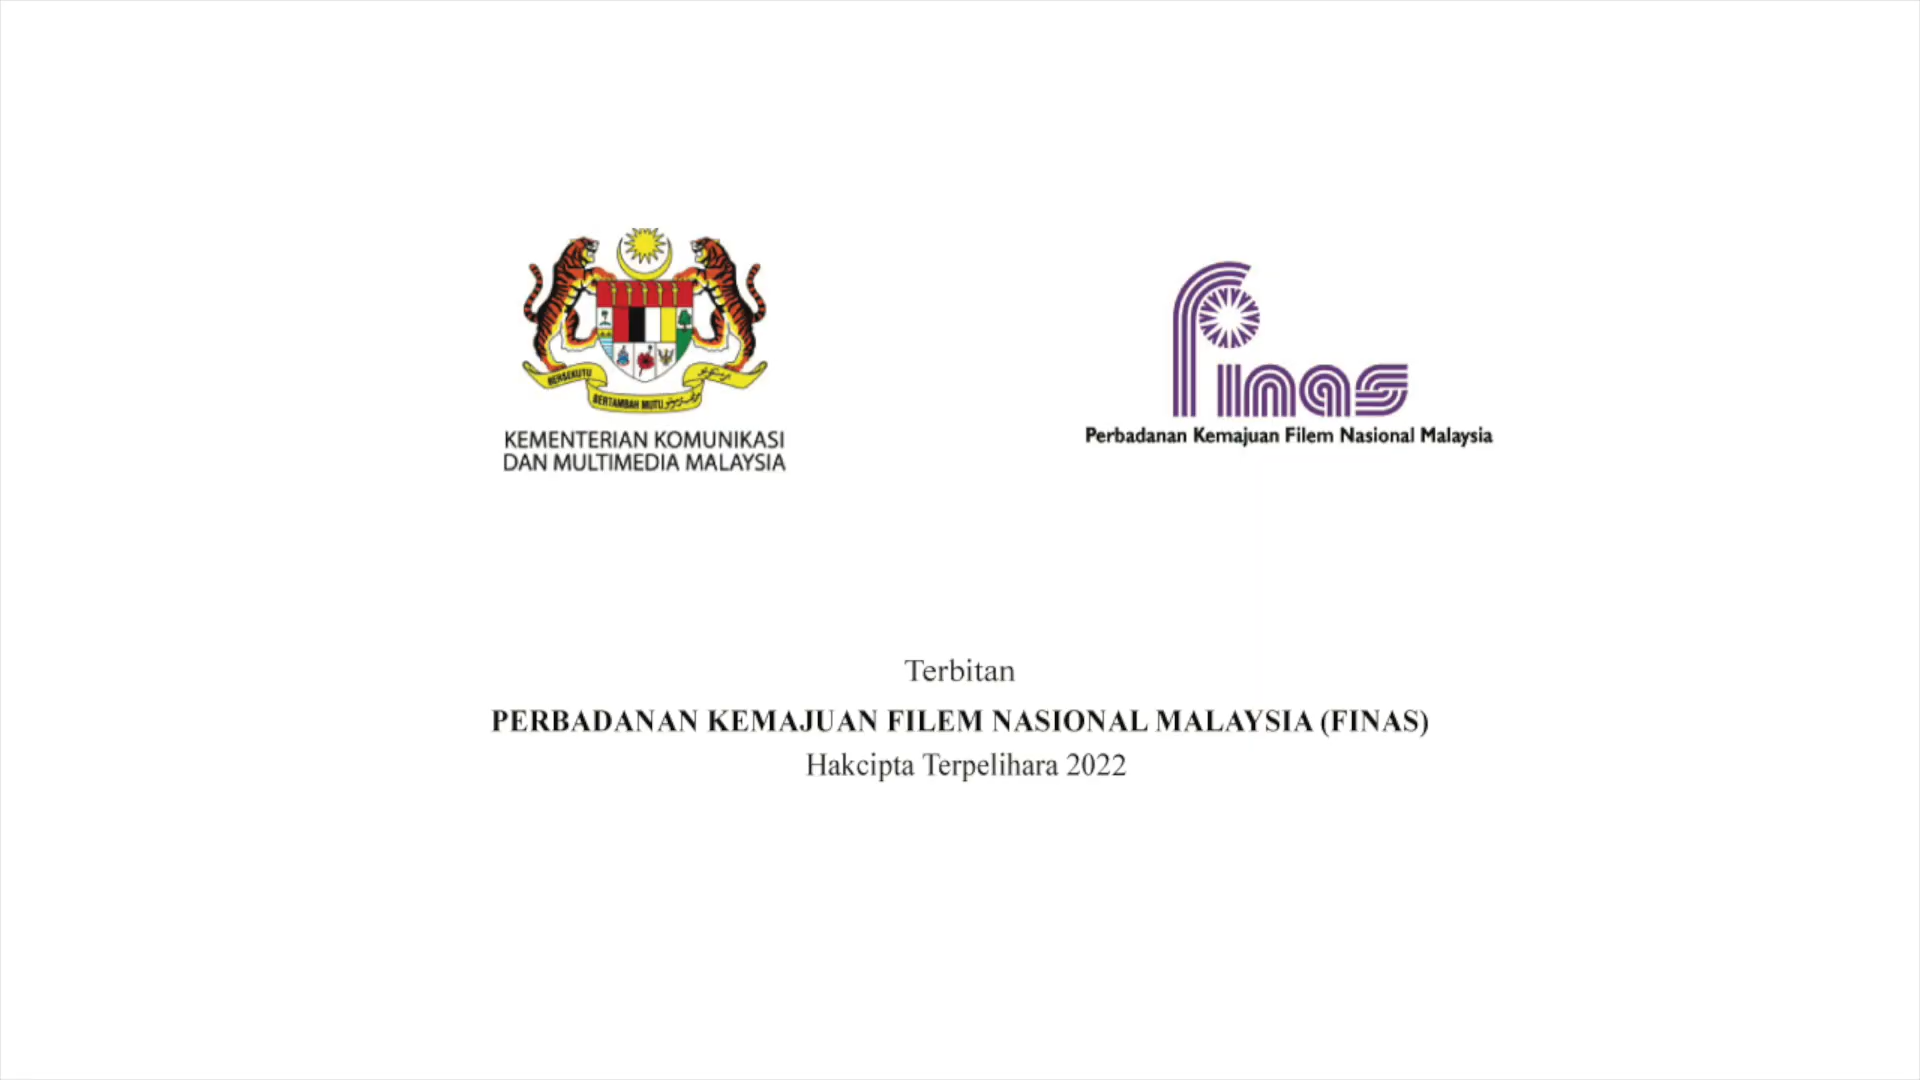 BERSEKUTU
BERTAMBAH MUTU
KEMENTERIAN KOMUNIKASI
DAN MULTIMEDIA MALAYSIA
finas
Perbadanan Kemajuan Filem Nasional Malaysia
Terbitan
PERBADANAN KEMAJUAN FILEM NASIONAL MALAYSIA (FINAS)
Hakcipta Terpelihara 2022